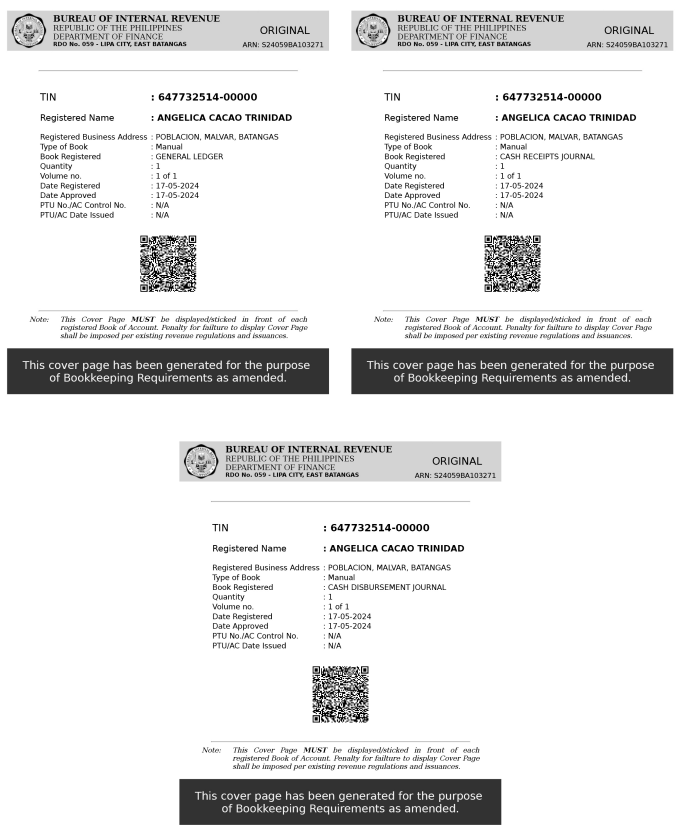 BUREAU OF INTERNAL REVENUE
REPUBLIC OF THE PHILIPPINES
DEPARTMENT OF FINANCE
RDO No. 059 - LIPA CITY, EAST BATANGAS
ORIGINAL
ARN: S24059BA103271
TIN : 647732514-00000
Registered Name : ANGELICA CACAO TRINIDAD
Registered Business Address : POBLACION, MALVAR, BATANGAS
Type of Book : Manual
Book Registered : GENERAL LEDGER
Quantity : 1
Volume no. : 1 of 1
Date Registered : 17-05-2024
Date Approved : 17-05-2024
PTU No./AC Control No. : N/A
PTU/AC Date Issued : N/A
Note: This Cover Page MUST be displayed/sticked in front of each
registered Book of Account. Penalty for failture to display Cover Page
shall be imposed per existing revenue regulations and issuances.
This cover page has been generated for the purpose
of Bookkeeping Requirements as amended.
BUREAU OF INTERNAL REVENUE
REPUBLIC OF THE PHILIPPINES
DEPARTMENT OF FINANCE
RDO No. 059 - LIPA CITY, EAST BATANGAS
ORIGINAL
ARN: S24059BA103271
TIN : 647732514-00000
Registered Name : ANGELICA CACAO TRINIDAD
Registered Business Address : POBLACION, MALVAR, BATANGAS
Type of Book : Manual
Book Registered : CASH RECEIPTS JOURNAL
Quantity : 1
Volume no. : 1 of 1
Date Registered : 17-05-2024
Date Approved : 17-05-2024
PTU No./AC Control No. : N/A
PTU/AC Date Issued : N/A
Note: This Cover Page MUST be displayed/sticked in front of each
registered Book of Account. Penalty for failture to display Cover Page
shall be imposed per existing revenue regulations and issuances.
This cover page has been generated for the purpose
of Bookkeeping Requirements as amended.
BUREAU OF INTERNAL REVENUE
REPUBLIC OF THE PHILIPPINES
DEPARTMENT OF FINANCE
RDO No. 059 - LIPA CITY, EAST BATANGAS
ORIGINAL
ARN: S24059BA103271
TIN : 647732514-00000
Registered Name : ANGELICA CACAO TRINIDAD
Registered Business Address : POBLACION, MALVAR, BATANGAS
Type of Book : Manual
Book Registered : CASH DISBURSEMENT JOURNAL
Quantity : 1
Volume no. : 1 of 1
Date Registered : 17-05-2024
Date Approved : 17-05-2024
PTU No./AC Control No. : N/A
PTU/AC Date Issued : N/A
Note: This Cover Page MUST be displayed/sticked in front of each
registered Book of Account. Penalty for failture to display Cover Page
shall be imposed per existing revenue regulations and issuances.
This cover page has been generated for the purpose
of Bookkeeping Requirements as amended.